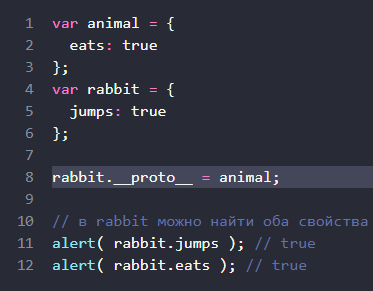 1 var animal = {
2   eats: true
3 };
4 var rabbit = {
5   jumps: true
6 };
7
8 rabbit.__proto__ = animal;
9
10 // в rabbit можно найти оба свойства
11 alert( rabbit.jumps ); // true
12 alert( rabbit.eats ); // true